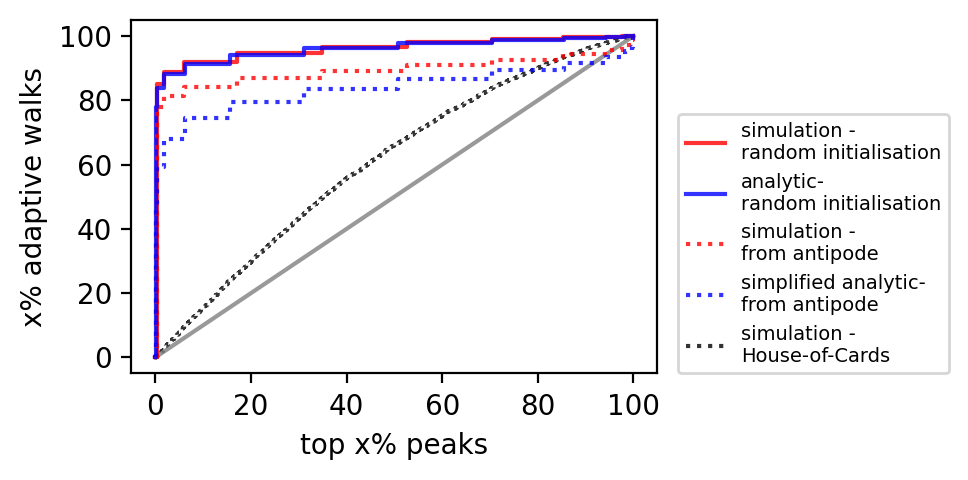 100
80
60
40
20
0
x% adaptive walks
0 20 40 60 80 100
top x% peaks
simulation -
random initialisation
analytic-
random initialisation
simulation -
from antipode
simplified analytic-
from antipode
simulation -
House-of-Cards